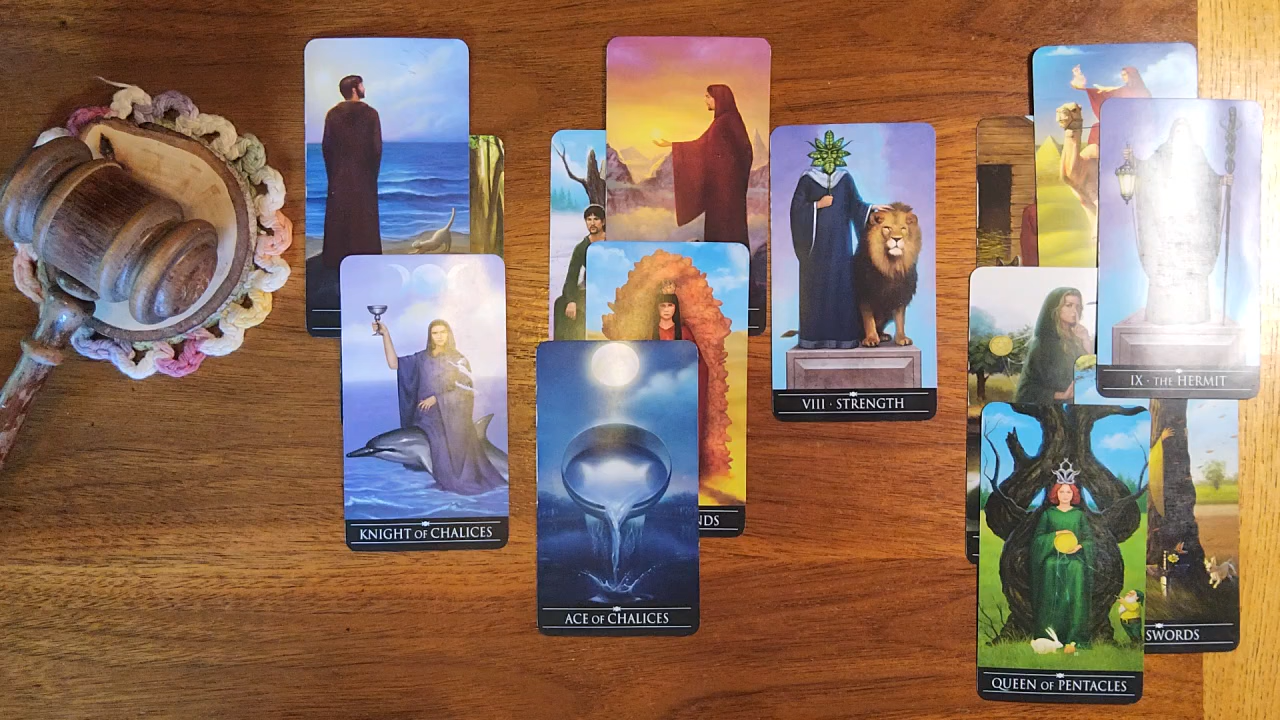 KNIGHT OF CHALICES
NDS
ACE OF CHALICES
VIII · STRENGTH
IX · THE HERMIT
SWORDS
QUEEN OF PENTACLES